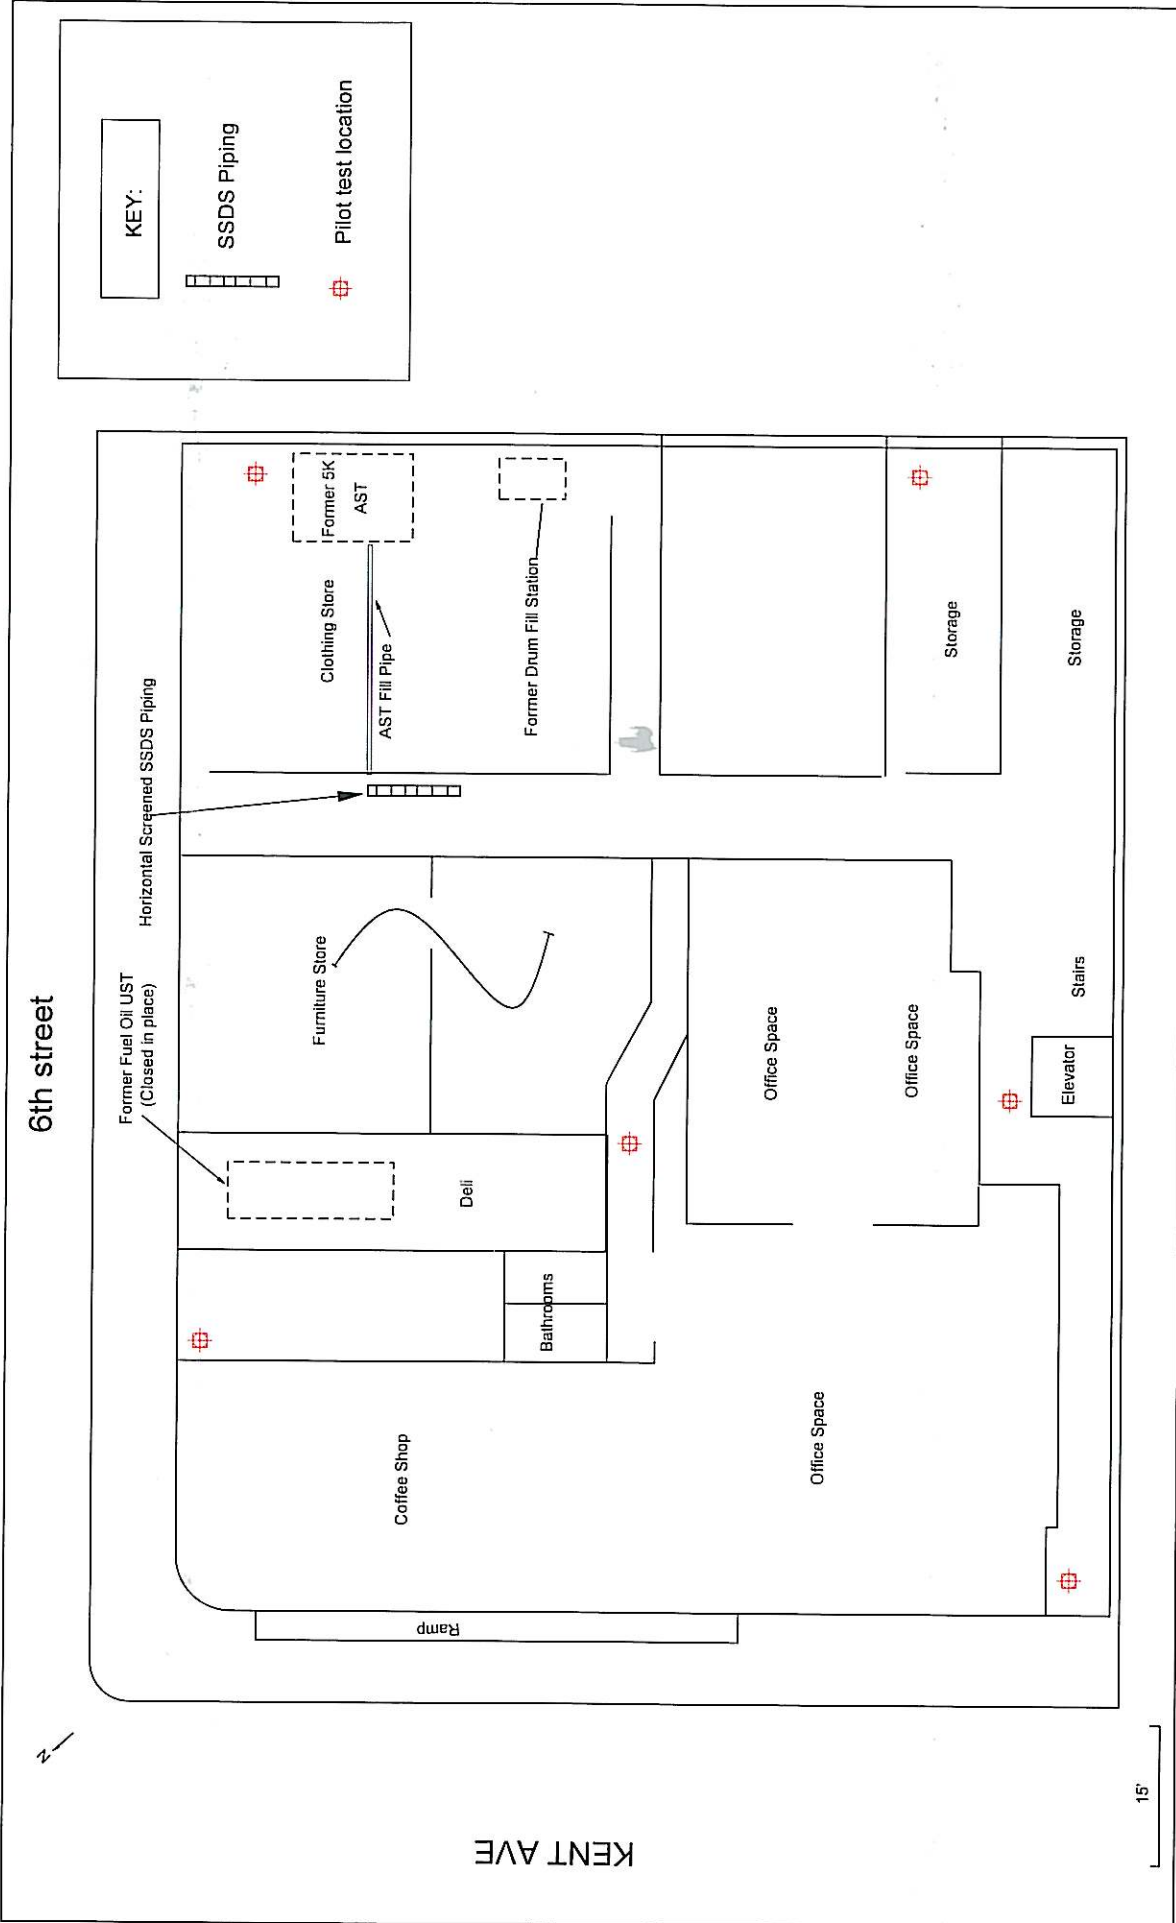 6th street
KEY:
SSDS Piping
Pilot test location
Former Fuel Oil UST
(Closed in place)
Horizontal Screened SSDS Piping
Former 5K
AST
Clothing Store
AST Fill Pipe
Former Drum Fill Station
Furniture Store
Deli
Bathrooms
Coffee Shop
Office Space
Office Space
Office Space
Storage
Storage
Stairs
Elevator
Ramp
N
KENT AVE
15'